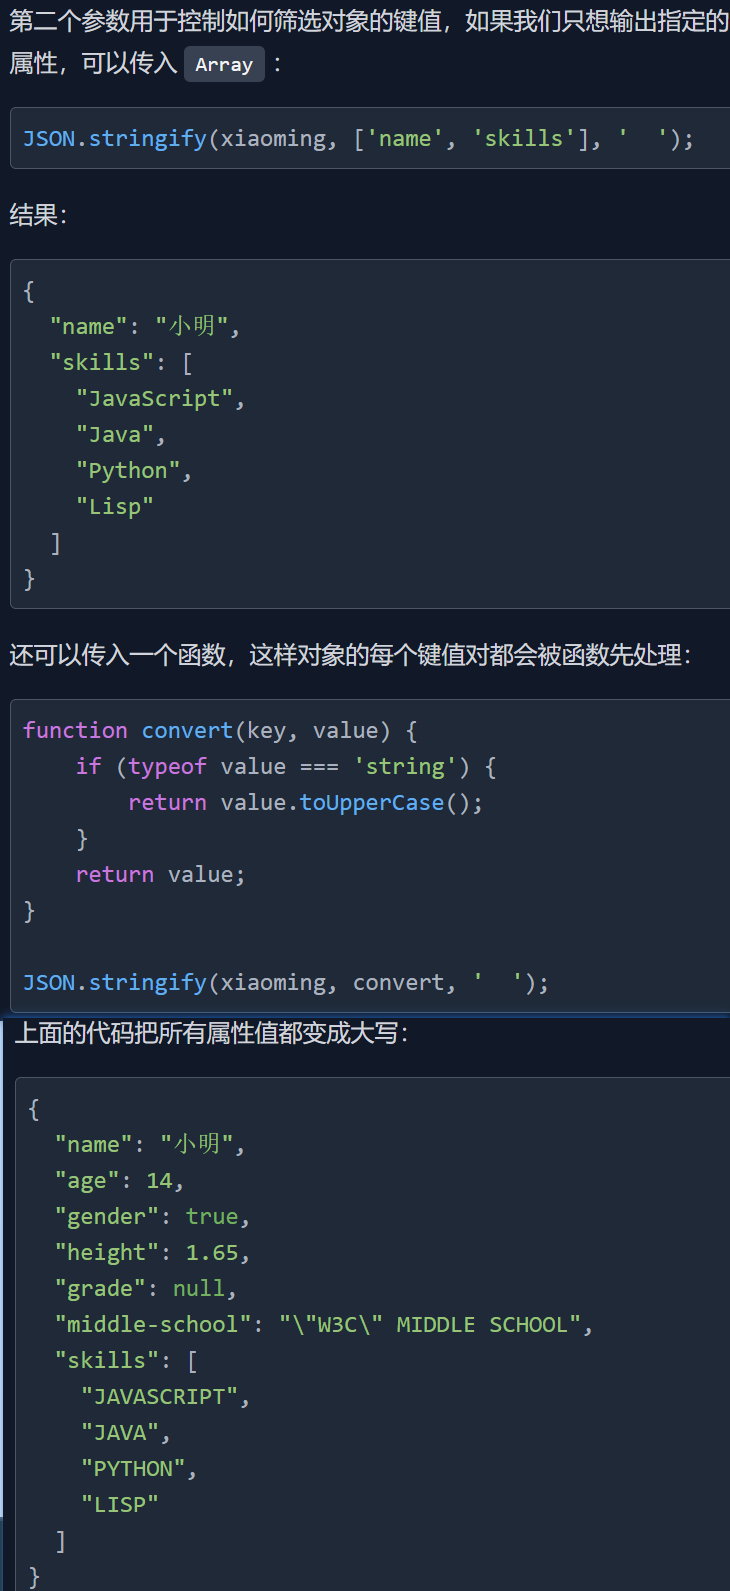 第二个参数用于控制如何筛选对象的键值，如果我们只想输出指定的
属性，可以传入 Array ：
JSON.stringify(xiaoming, ['name', 'skills'], '  ');
结果：
{
  "name": "小明",
  "skills": [
    "JavaScript",
    "Java",
    "Python",
    "Lisp"
  ]
}
还可以传入一个函数，这样对象的每个键值对都会被函数先处理：
function convert(key, value) {
    if (typeof value === 'string') {
        return value.toUpperCase();
    }
    return value;
}
JSON.stringify(xiaoming, convert, '  ');
上面的代码把所有属性值都变成大写：
{
  "name": "小明",
  "age": 14,
  "gender": true,
  "height": 1.65,
  "grade": null,
  "middle-school": "\"W3C\" MIDDLE SCHOOL",
  "skills": [
    "JAVASCRIPT",
    "JAVA",
    "PYTHON",
    "LISP"
  ]
}